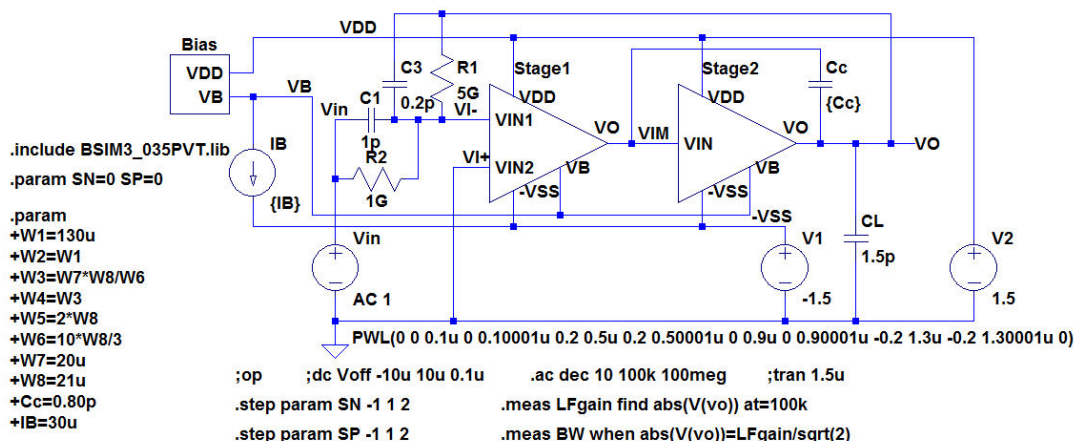 VDD
Bias
VDD
VB
VB
C3
0.2p
R1
5G
Stage1
VDD
Stage2
VDD
Cc
{Cc}
Vin
C1
1p
VI-
VIN1
VO
VIM
VIN
VO
VO
R2
1G
VI+
VIN2
VB
-VSS
VB
-VSS
-VSS
IB
{IB}
.include BSIM3_035PVT.lib
.param SN=0 SP=0
.param
+W1=130u
+W2=W1
+W3=W7*W8/W6
+W4=W3
+W5=2*W8
+W6=10*W8/3
+W7=20u
+W8=21u
+Cc=0.80p
+IB=30u
Vin
AC 1
V1
-1.5
CL
1.5p
V2
1.5
PWL(0 0 0.1u 0 0.10001u 0.2 0.5u 0.2 0.50001u 0 0.9u 0 0.90001u -0.2 1.3u -0.2 1.30001u 0)
;op
;dc Voff -10u 10u 0.1u
.ac dec 10 100k 100meg
;tran 1.5u
.step param SN -1 1 2
.meas LFgain find abs(V(vo)) at=100k
.step param SP -1 1 2
.meas BW when abs(V(vo))=LFgain/sqrt(2)